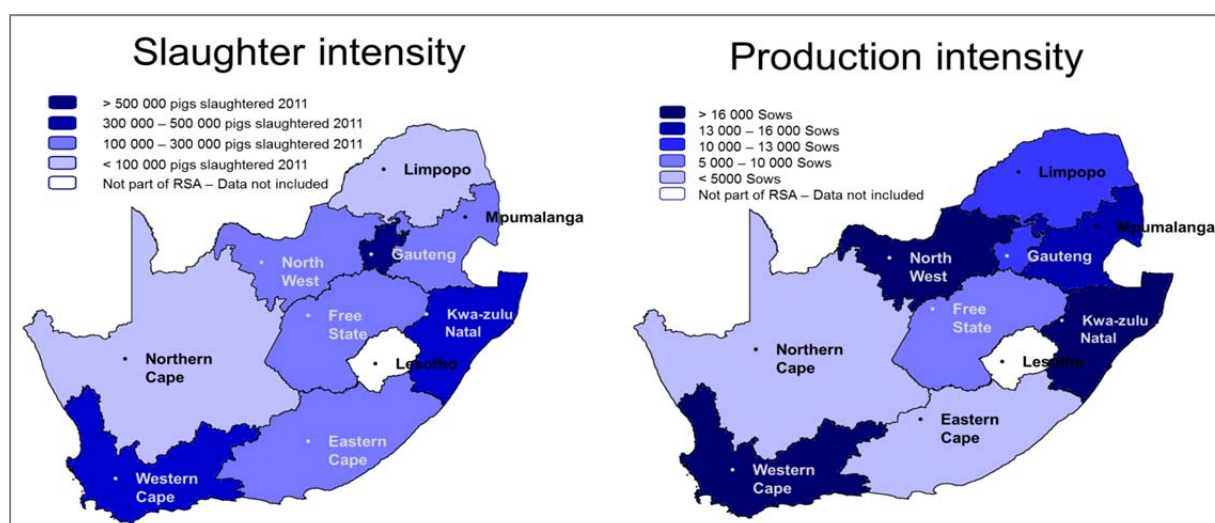 Slaughter intensity
> 500 000 pigs slaughtered 2011
300 000 – 500 000 pigs slaughtered 2011
100 000 – 300 000 pigs slaughtered 2011
< 100 000 pigs slaughtered 2011
Not part of RSA – Data not included
Limpopo
Mpumalanga
Gauteng
North
West
Free
State
Kwa-zulu
Natal
Lesotho
Northern
Cape
Eastern
Cape
Western
Cape
Production intensity
> 16 000 Sows
13 000 – 16 000 Sows
10 000 – 13 000 Sows
5 000 – 10 000 Sows
< 5000 Sows
Not part of RSA – Data not included
Limpopo
Mpumalanga
Gauteng
North
West
Free
State
Kwa-zulu
Natal
Lesotho
Northern
Cape
Eastern
Cape
Western
Cape